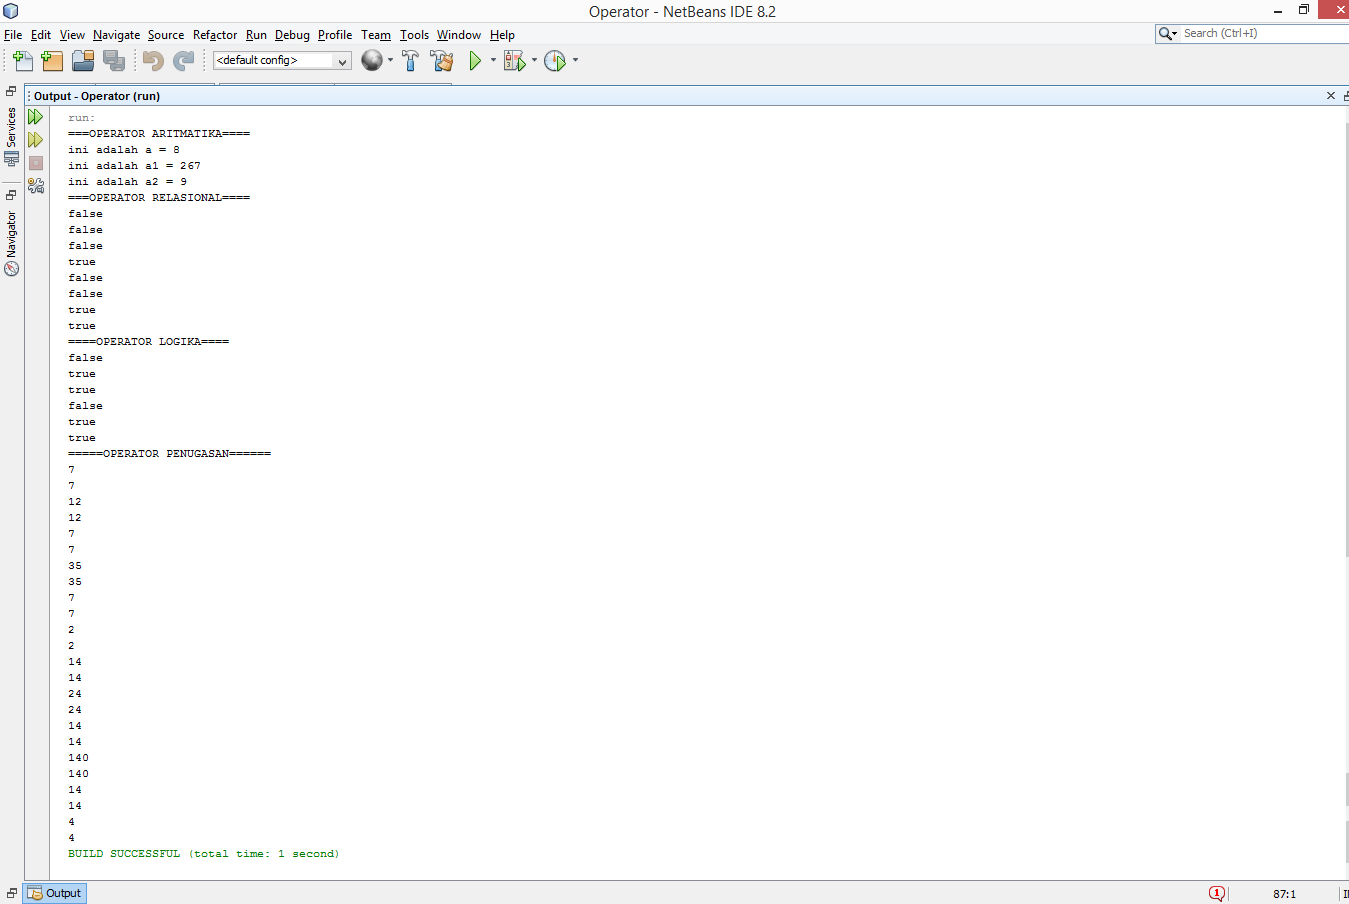 Operator - NetBeans IDE 8.2
File Edit View Navigate Source Refactor Run Debug Profile Team Tools Window Help
Search (Ctrl+I)
<default config>
Output - Operator (run)
Services
Navigator
run:
===OPERATOR ARITMATIKA====
ini adalah a = 8
ini adalah a1 = 267
ini adalah a2 = 9
===OPERATOR RELASIONAL====
false
false
false
true
false
false
true
true
====OPERATOR LOGIKA====
false
true
true
false
true
true
=====OPERATOR PENUGASAN======
7
7
12
12
7
7
35
35
7
7
2
2
14
14
24
24
14
14
140
140
14
14
4
4
BUILD SUCCESSFUL (total time: 1 second)
Output
1
87:1